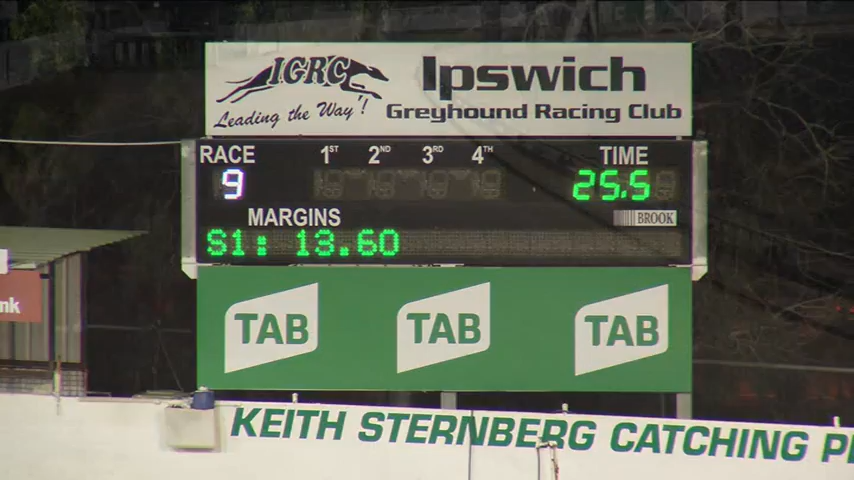 IGRC
Leading the Way!
Ipswich
Greyhound Racing Club
RACE 1ST 2ND 3RD 4TH TIME
9 25.5
MARGINS BROOK
S1: 13.60
TAB TAB TAB
nk
KEITH STERNBERG CATCHING P